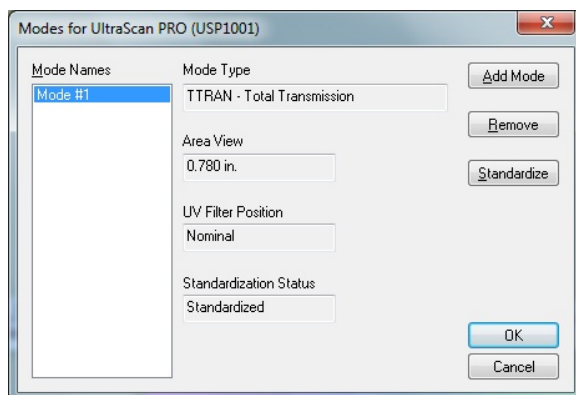 Modes for UltraScan PRO (USP1001)
Mode Names
Mode #1
Mode Type
TTRAN - Total Transmission
Area View
0.780 in.
UV Filter Position
Nominal
Standardization Status
Standardized
Add Mode
Remove
Standardize
OK
Cancel